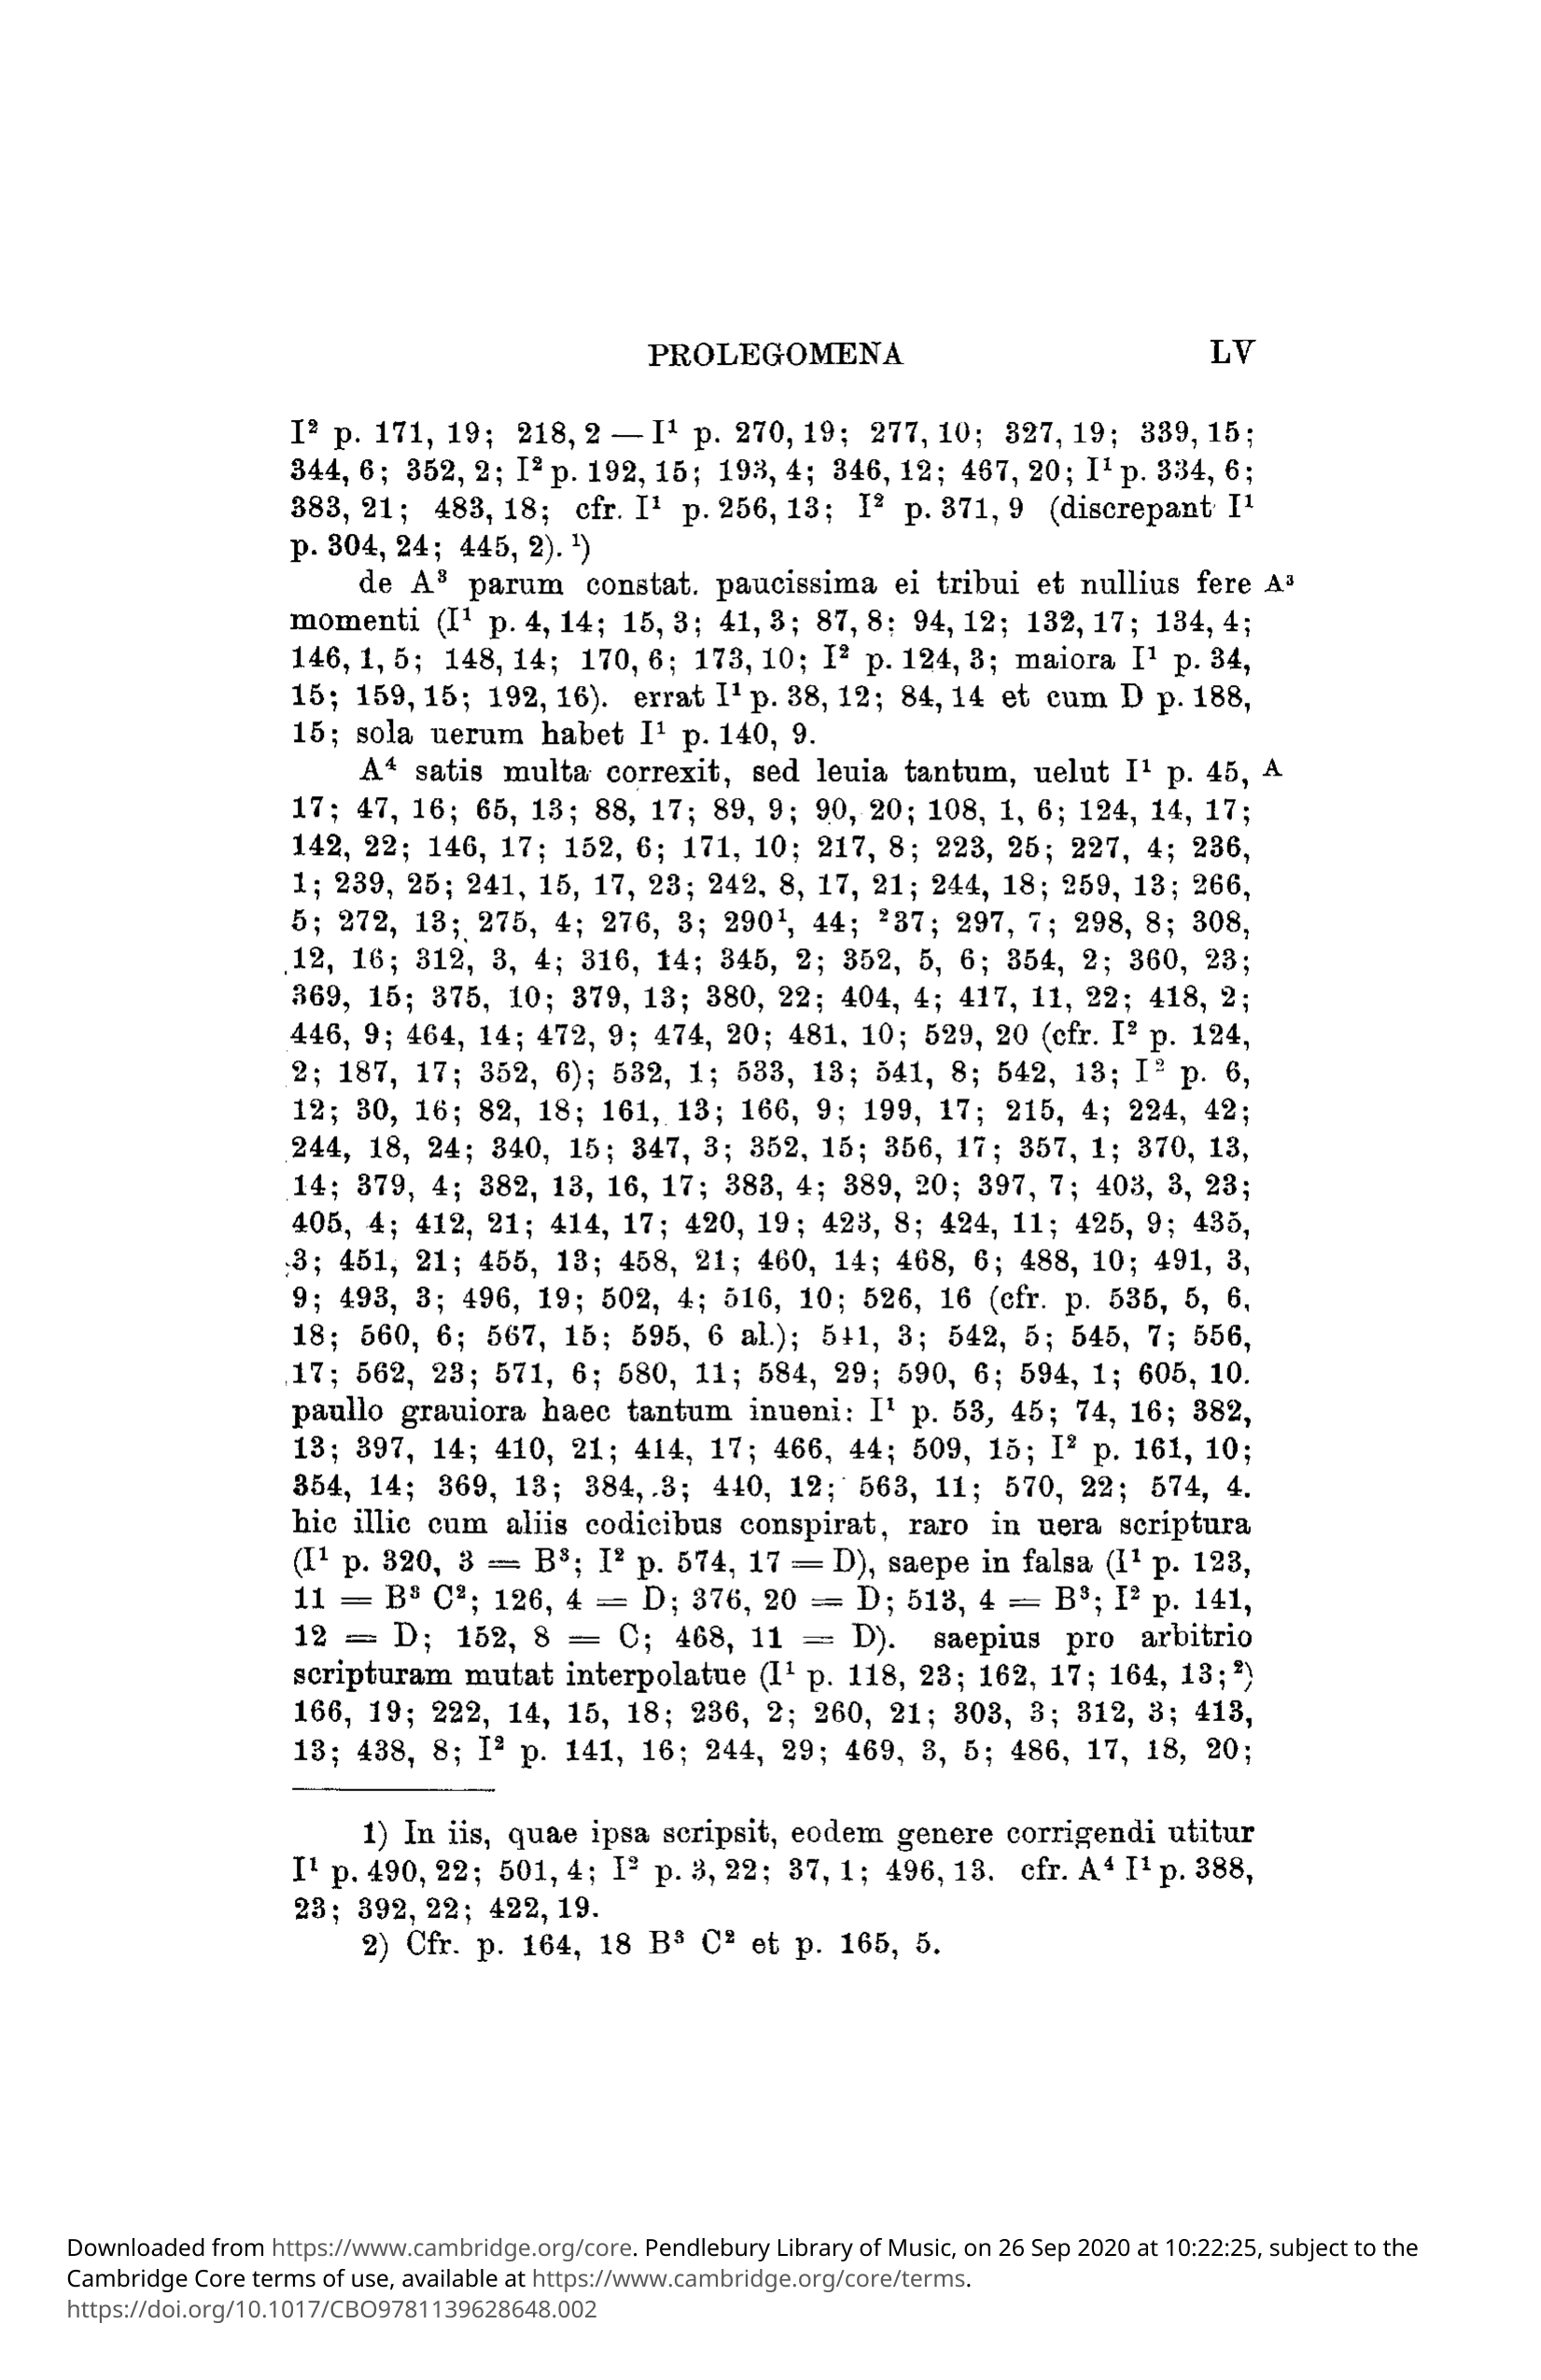 PROLEGOMENA LV
I² p. 171, 19; 218, 2 — I¹ p. 270, 19; 277, 10; 327, 19; 339, 15;
344, 6; 352, 2; I² p. 192, 15; 193, 4; 346, 12; 467, 20; I¹ p. 334, 6;
383, 21; 483, 18; cfr. I¹ p. 256, 13; I² p. 371, 9 (discrepant I¹
p. 304, 24; 445, 2). ¹)
de A³ parum constat. paucissima ei tribui et nullius fere A³
momenti (I¹ p. 4, 14; 15, 3; 41, 3; 87, 8; 94, 12; 132, 17; 134, 4;
146, 1, 5; 148, 14; 170, 6; 173, 10; I² p. 124, 3; maiora I¹ p. 34,
15; 159, 15; 192, 16). errat I¹ p. 38, 12; 84, 14 et cum D p. 188,
15; sola uerum habet I¹ p. 140, 9.
A⁴ satis multa correxit, sed leuia tantum, uelut I¹ p. 45, A
17; 47, 16; 65, 13; 88, 17; 89, 9; 90, 20; 108, 1, 6; 124, 14, 17;
142, 22; 146, 17; 152, 6; 171, 10; 217, 8; 223, 25; 227, 4; 236,
1; 239, 25; 241, 15, 17, 23; 242, 8, 17, 21; 244, 18; 259, 13; 266,
5; 272, 13; 275, 4; 276, 3; 290¹, 44; ²37; 297, 7; 298, 8; 308,
12, 16; 312, 3, 4; 316, 14; 345, 2; 352, 5, 6; 354, 2; 360, 23;
369, 15; 375, 10; 379, 13; 380, 22; 404, 4; 417, 11, 22; 418, 2;
446, 9; 464, 14; 472, 9; 474, 20; 481, 10; 529, 20 (cfr. I² p. 124,
2; 187, 17; 352, 6); 532, 1; 533, 13; 541, 8; 542, 13; I² p. 6,
12; 30, 16; 82, 18; 161, 13; 166, 9; 199, 17; 215, 4; 224, 42;
244, 18, 24; 340, 15; 347, 3; 352, 15; 356, 17; 357, 1; 370, 13,
14; 379, 4; 382, 13, 16, 17; 383, 4; 389, 20; 397, 7; 403, 3, 23;
405, 4; 412, 21; 414, 17; 420, 19; 423, 8; 424, 11; 425, 9; 435,
3; 451, 21; 455, 13; 458, 21; 460, 14; 468, 6; 488, 10; 491, 3,
9; 493, 3; 496, 19; 502, 4; 516, 10; 526, 16 (cfr. p. 535, 5, 6,
18; 560, 6; 567, 15; 595, 6 al.); 541, 3; 542, 5; 545, 7; 556,
17; 562, 23; 571, 6; 580, 11; 584, 29; 590, 6; 594, 1; 605, 10.
paullo grauiora haec tantum inueni: I¹ p. 53, 45; 74, 16; 382,
13; 397, 14; 410, 21; 414, 17; 466, 44; 509, 15; I² p. 161, 10;
354, 14; 369, 13; 384, 3; 440, 12; 563, 11; 570, 22; 574, 4.
hic illic cum aliis codicibus conspirat, raro in uera scriptura
(I¹ p. 320, 3 = B³; I² p. 574, 17 = D), saepe in falsa (I¹ p. 123,
11 = B³ C²; 126, 4 = D; 376, 20 = D; 513, 4 = B³; I² p. 141,
12 = D; 152, 8 = C; 468, 11 = D). saepius pro arbitrio
scripturam mutat interpolatue (I¹ p. 118, 23; 162, 17; 164, 13;²)
166, 19; 222, 14, 15, 18; 236, 2; 260, 21; 303, 3; 312, 3; 413,
13; 438, 8; I² p. 141, 16; 244, 29; 469, 3, 5; 486, 17, 18, 20;
1) In iis, quae ipsa scripsit, eodem genere corrigendi utitur
I¹ p. 490, 22; 501, 4; I² p. 3, 22; 37, 1; 496, 13. cfr. A⁴ I¹ p. 388,
23; 392, 22; 422, 19.
2) Cfr. p. 164, 18 B³ C² et p. 165, 5.
Downloaded from https://www.cambridge.org/core. Pendlebury Library of Music, on 26 Sep 2020 at 10:22:25, subject to the
Cambridge Core terms of use, available at https://www.cambridge.org/core/terms.
https://doi.org/10.1017/CBO9781139628648.002